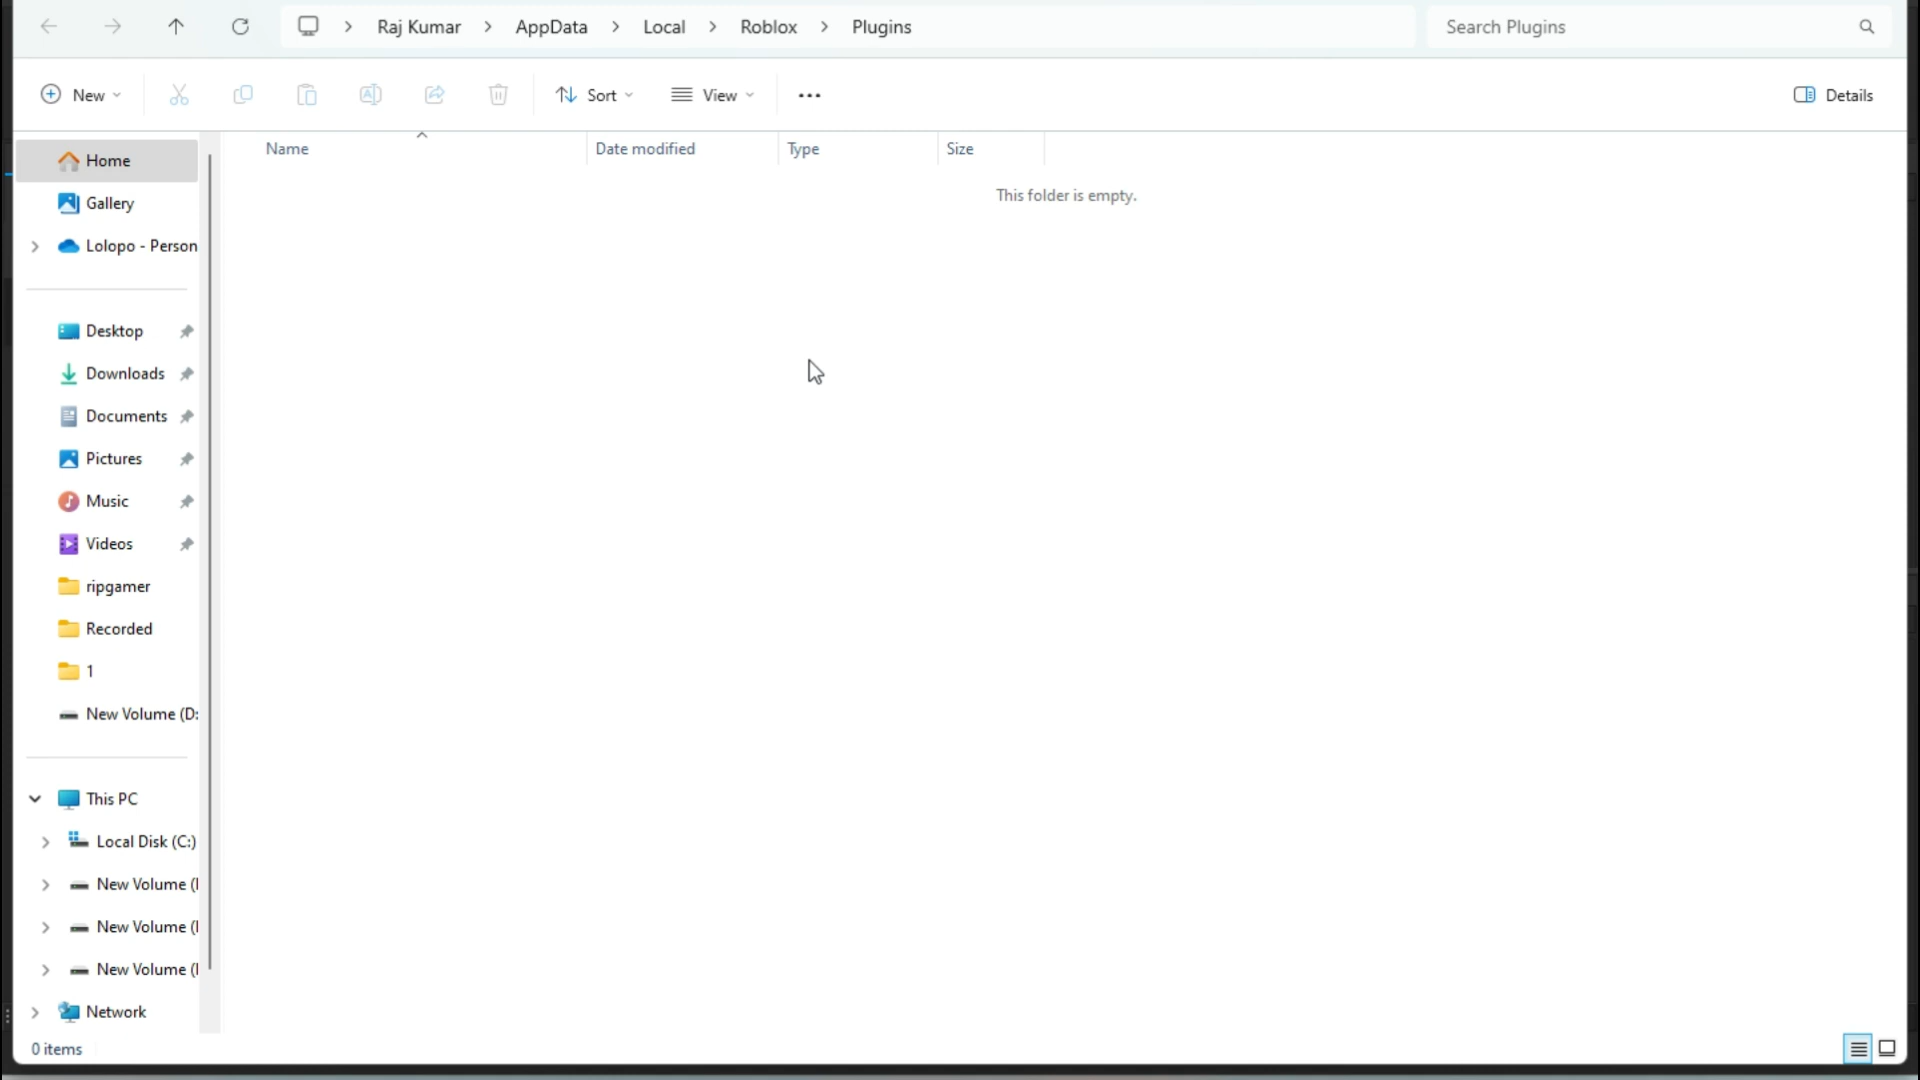 Raj Kumar > AppData > Local > Roblox > Plugins
Search Plugins
New
Sort
View
Details
Name
Date modified
Type
Size
This folder is empty.
Home
Gallery
Lolopo - Person
Desktop
Downloads
Documents
Pictures
Music
Videos
ripgamer
Recorded
1
New Volume (D:
This PC
Local Disk (C:)
New Volume (
New Volume (
New Volume (
Network
0 items